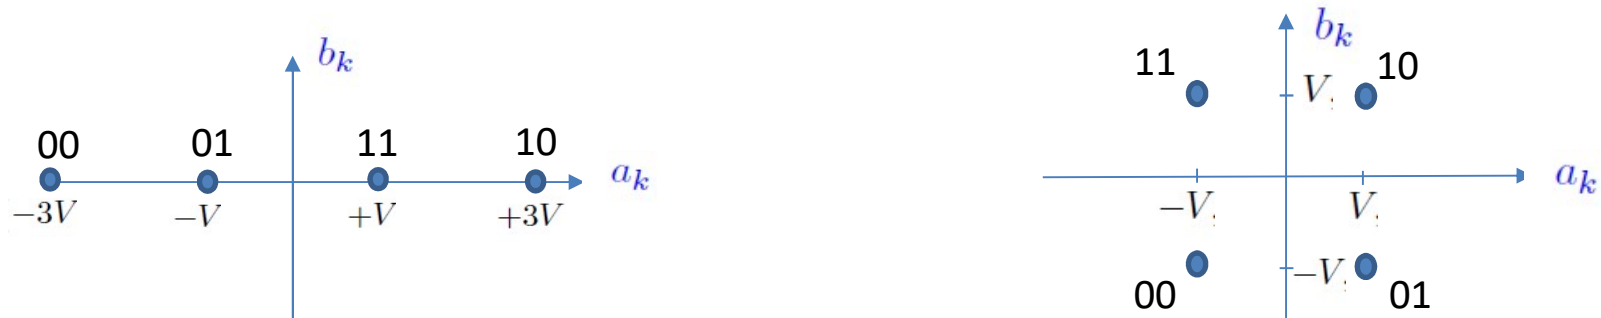 b_k
00 01 11 10
a_k
−3V −V +V +3V
b_k
11 10
V,
a_k
−V, V,
−V,
00 01